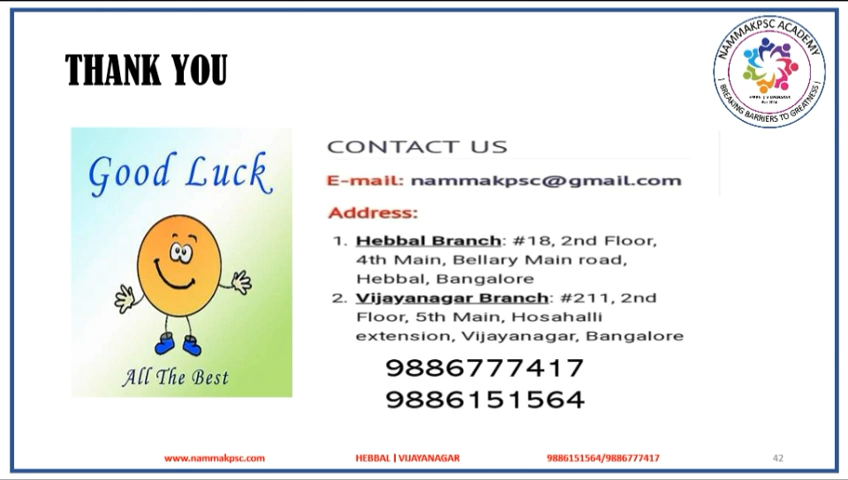 THANK YOU
NAMMAKPSC ACADEMY
! BREAKING BARRIERS TO GREATNESS !
Good Luck
All The Best
CONTACT US
E-mail: nammakpsc@gmail.com
Address:
1. Hebbal Branch: #18, 2nd Floor,
4th Main, Bellary Main road,
Hebbal, Bangalore
2. Vijayanagar Branch: #211, 2nd
Floor, 5th Main, Hosahalli
extension, Vijayanagar, Bangalore
9886777417
9886151564
www.nammakpsc.com HEBBAL | VIJAYANAGAR 9886151564/9886777417 42